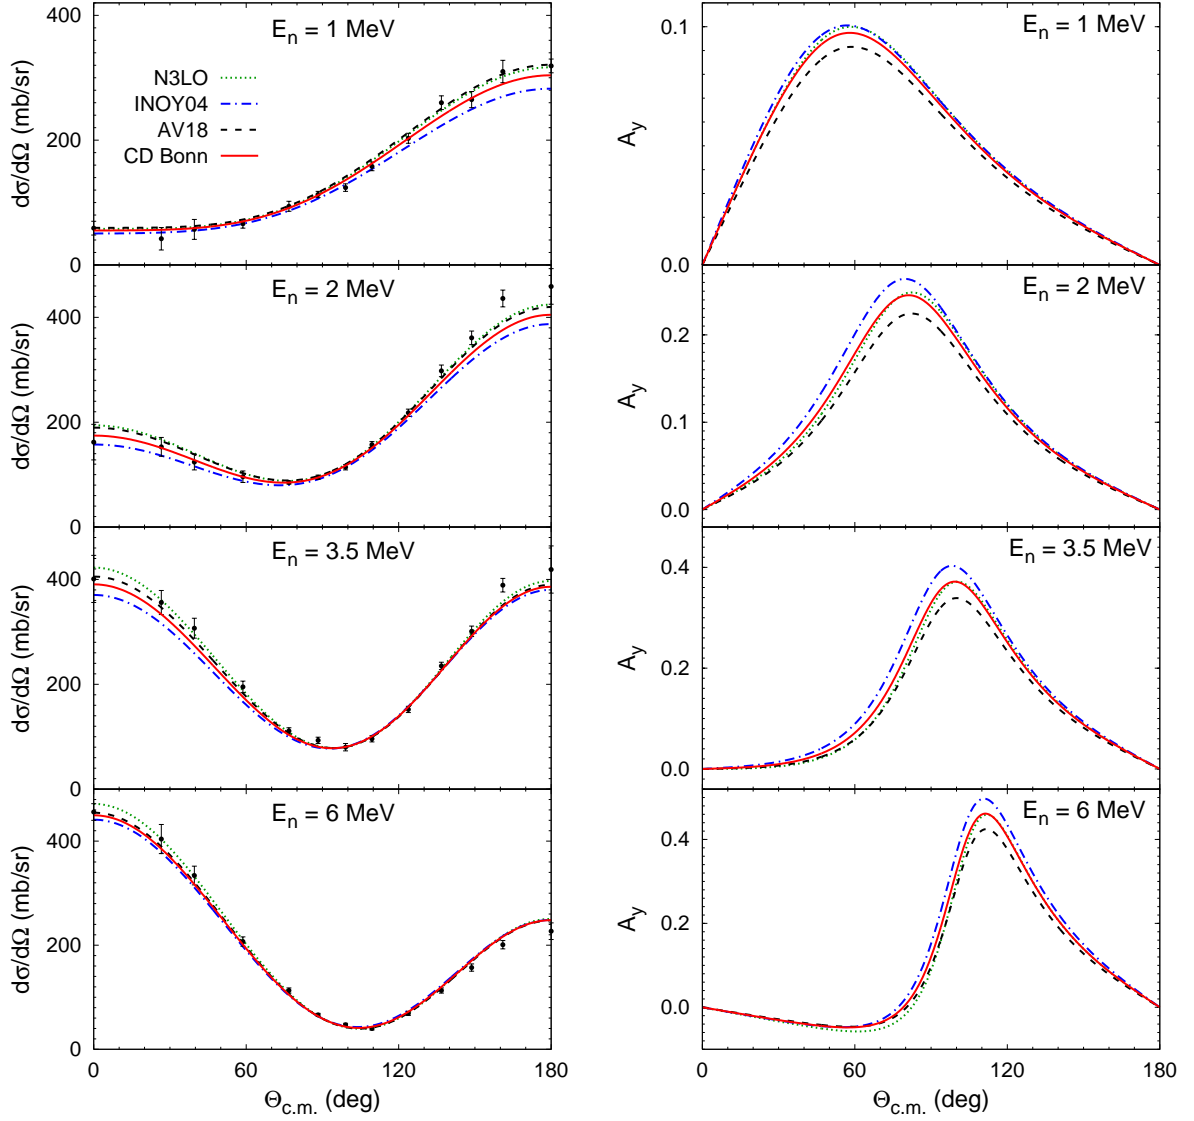 400
200
0
dσ/dΩ (mb/sr)
E_n = 1 MeV
N3LO
INOY04
AV18
CD Bonn
0.1
0.0
A_y
E_n = 1 MeV
400
200
0
dσ/dΩ (mb/sr)
E_n = 2 MeV
0.2
0.1
0.0
A_y
E_n = 2 MeV
400
200
0
dσ/dΩ (mb/sr)
E_n = 3.5 MeV
0.4
0.2
0.0
A_y
E_n = 3.5 MeV
400
200
0
dσ/dΩ (mb/sr)
E_n = 6 MeV
0 60 120 180
Θ_c.m. (deg)
0.4
0.2
0.0
A_y
E_n = 6 MeV
0 60 120 180
Θ_c.m. (deg)